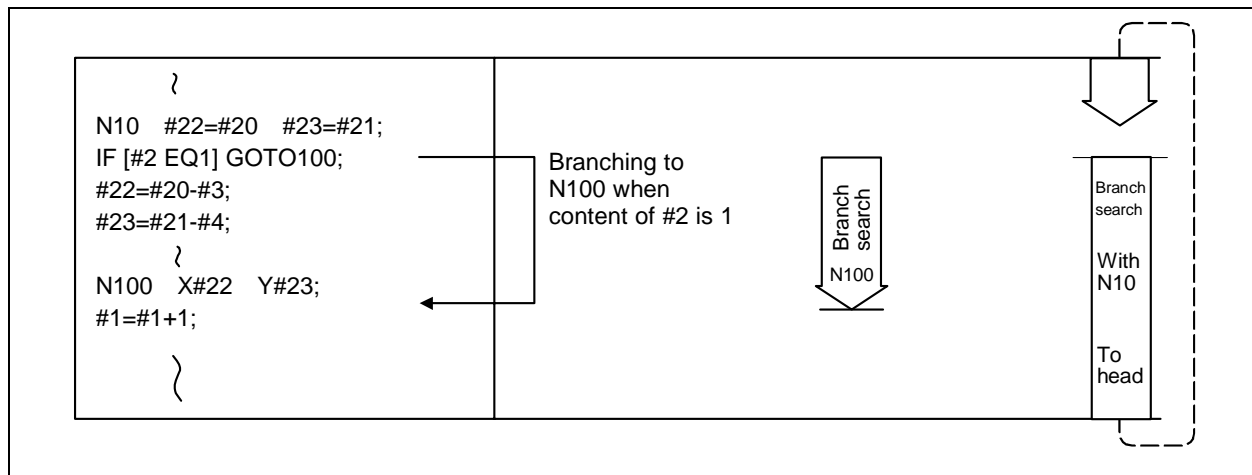 N10 #22=#20 #23=#21;
IF [#2 EQ1] GOTO100;
#22=#20-#3;
#23=#21-#4;
N100 X#22 Y#23;
#1=#1+1;
Branching to
N100 when
content of #2 is 1
Branch
search
N100
Branch
search
With
N10
To
head